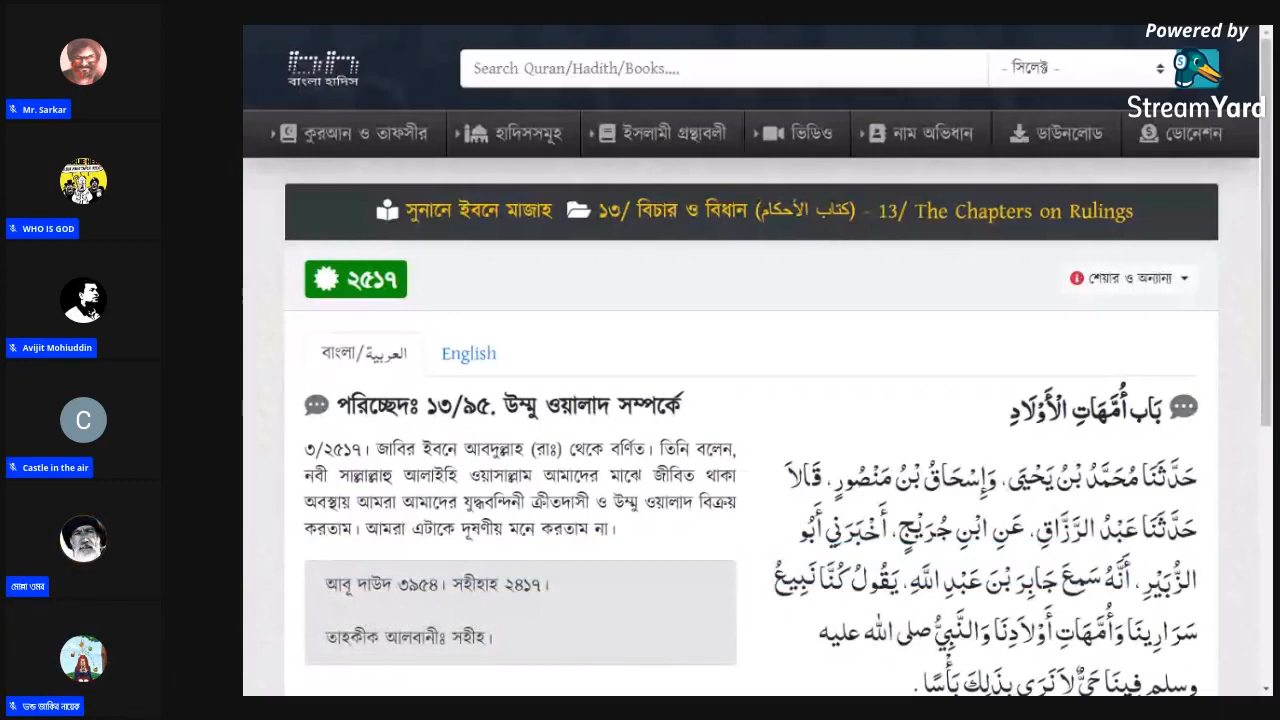 Mr. Sarkar
WHO IS GOD
Avijit Mohiuddin
C
Castle in the air
মোল্লা ওমর
ভন্ড জাকির নায়েক
Powered by
StreamYard
বাংলা হাদিস
Search Quran/Hadith/Books....
- সিলেক্ট -
কুরআন ও তাফসীর
হাদিসসমূহ
ইসলামী গ্রন্থাবলী
ভিডিও
নাম অভিধান
ডাউনলোড
ডোনেশন
সুনানে ইবনে মাজাহ ১৩/ বিচার ও বিধান (كتاب الأحكام) - 13/ The Chapters on Rulings
২৫১৭
শেয়ার ও অন্যান্য
বাংলা/العربية
English
পরিচ্ছেদঃ ১৩/৯৫. উম্মু ওয়ালাদ সম্পর্কে
৩/২৫১৭। জাবির ইবনে আবদুল্লাহ (রাঃ) থেকে বর্ণিত। তিনি বলেন,
নবী সাল্লাল্লাহু আলাইহি ওয়াসাল্লাম আমাদের মাঝে জীবিত থাকা
অবস্থায় আমরা আমাদের যুদ্ধবন্দিনী ক্রীতদাসী ও উম্মু ওয়ালাদ বিক্রয়
করতাম। আমরা এটাকে দূষণীয় মনে করতাম না।
আবূ দাউদ ৩৯৫৪। সহীহাহ ২৪১৭।
তাহকীক আলবানীঃ সহীহ।
بَاب أُمَّهَاتِ الْأَوْلَادِ
حَدَّثَنَا مُحَمَّدُ بْنُ يَحْيَى، وَإِسْحَاقُ بْنُ مَنْصُورٍ، قَالاَ
حَدَّثَنَا عَبْدُ الرَّزَّاقِ، عَنِ ابْنِ جُرَيْجٍ، أَخْبَرَنِي أَبُو
الزُّبَيْرِ، أَنَّهُ سَمِعَ جَابِرَ بْنَ عَبْدِ اللَّهِ، يَقُولُ كُنَّا نَبِيعُ
سَرَارِينَا وَأُمَّهَاتِ أَوْلاَدِنَا وَالنَّبِيُّ صلى الله عليه
وسلم فِينَا حَىٌّ لاَ نَرَى بِذَلِكَ بَأْسًا ‏.‏